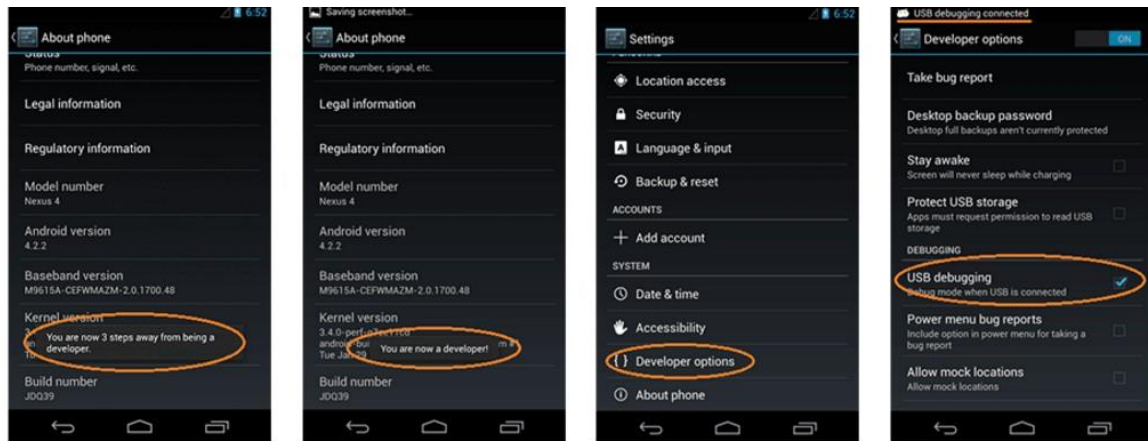 6:52
About phone
Status
Phone number, signal, etc.
Legal information
Regulatory information
Model number
Nexus 4
Android version
4.2.2
Baseband version
M9615A-CEFWMAZM-2.0.1700.48
Kernel version
You are now 3 steps away from being a
developer.
Build number
JDQ39
Saving screenshot...
About phone
Status
Phone number, signal, etc.
Legal information
Regulatory information
Model number
Nexus 4
Android version
4.2.2
Baseband version
M9615A-CEFWMAZM-2.0.1700.48
Kernel version
You are now a developer!
Tue Jan 29
Build number
JDQ39
6:52
Settings
Location access
Security
A Language & input
Backup & reset
ACCOUNTS
Add account
SYSTEM
Date & time
Accessibility
{ } Developer options
About phone
USB debugging connected
Developer options ON
Take bug report
Desktop backup password
Desktop full backups aren't currently protected
Stay awake
Screen will never sleep while charging
Protect USB storage
Apps must request permission to read USB
storage
DEBUGGING
USB debugging
Debug mode when USB is connected
Power menu bug reports
Include option in power menu for taking a
bug report
Allow mock locations
Allow mock locations